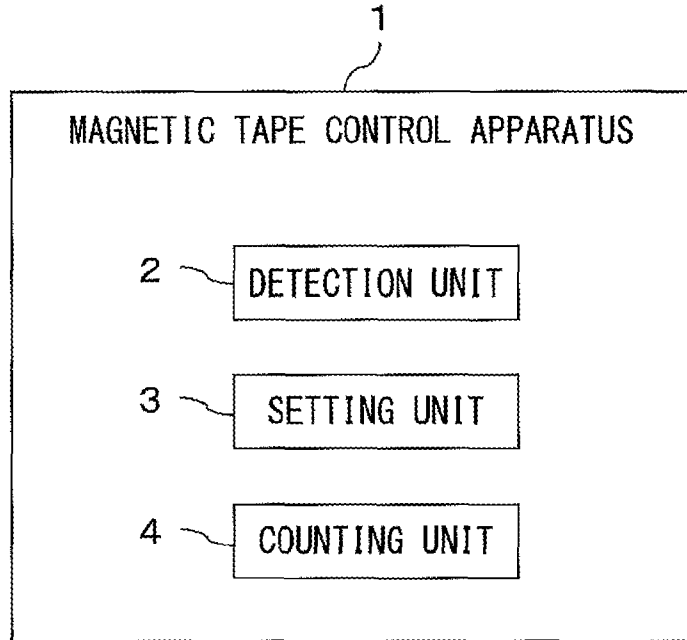 1
MAGNETIC TAPE CONTROL APPARATUS
2 DETECTION UNIT
3 SETTING UNIT
4 COUNTING UNIT